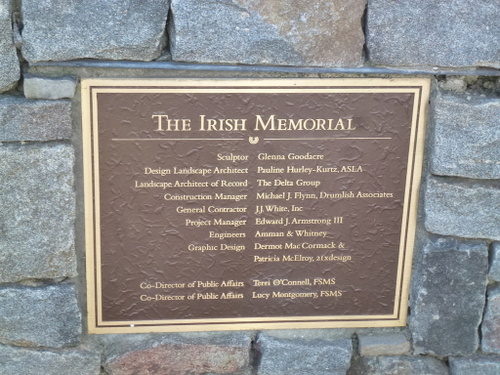 The Irish Memorial
Sculptor Glenna Goodacre
Design Landscape Architect Pauline Hurley-Kurtz, ASLA
Landscape Architect of Record The Delta Group
Construction Manager Michael J. Flynn, Drumlish Associates
General Contractor J.J. White, Inc
Project Manager Edward J. Armstrong III
Engineers Amman & Whitney
Graphic Design Dermot Mac Cormack &
Patricia McElroy, a1xdesign
Co-Director of Public Affairs Terri O'Connell, FSMS
Co-Director of Public Affairs Lucy Montgomery, FSMS